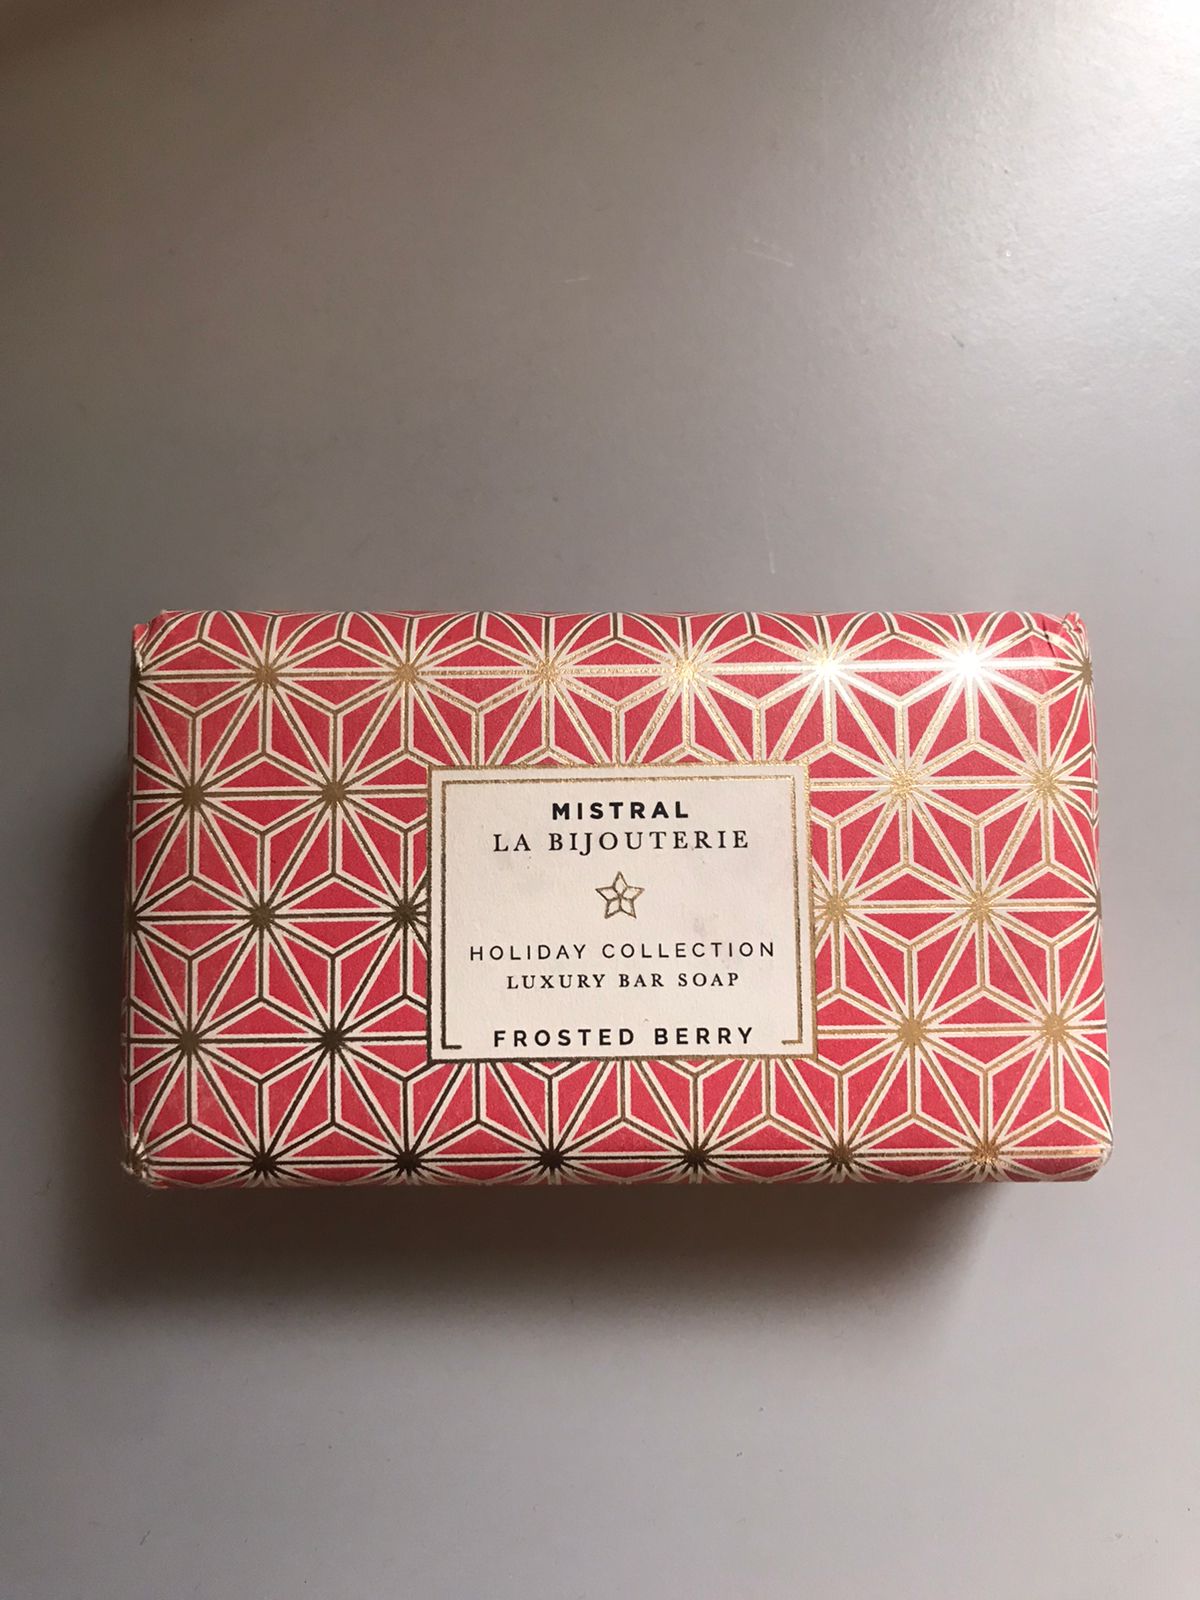 MISTRAL
LA BIJOUTERIE
HOLIDAY COLLECTION
LUXURY BAR SOAP
FROSTED BERRY